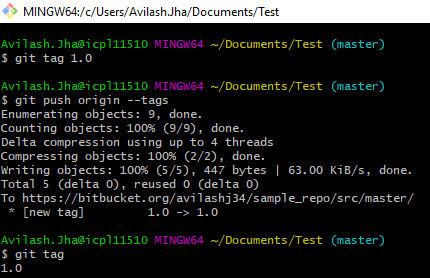 MINGW64:/c/Users/AvilashJha/Documents/Test
Avilash.Jha@icpl11510 MINGW64 ~/Documents/Test (master)
$ git tag 1.0
Avilash.Jha@icpl11510 MINGW64 ~/Documents/Test (master)
$ git push origin --tags
Enumerating objects: 9, done.
Counting objects: 100% (9/9), done.
Delta compression using up to 4 threads
Compressing objects: 100% (2/2), done.
Writing objects: 100% (5/5), 447 bytes | 63.00 KiB/s, done.
Total 5 (delta 0), reused 0 (delta 0)
To https://bitbucket.org/avilashj34/sample_repo/src/master/
 * [new tag]         1.0 -> 1.0
Avilash.Jha@icpl11510 MINGW64 ~/Documents/Test (master)
$ git tag
1.0